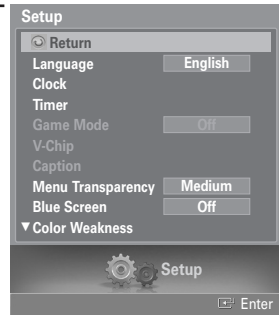 Setup
Return
Language English
Clock
Timer
Game Mode Off
V-Chip
Caption
Menu Transparency Medium
Blue Screen Off
▼Color Weakness
Setup
Enter